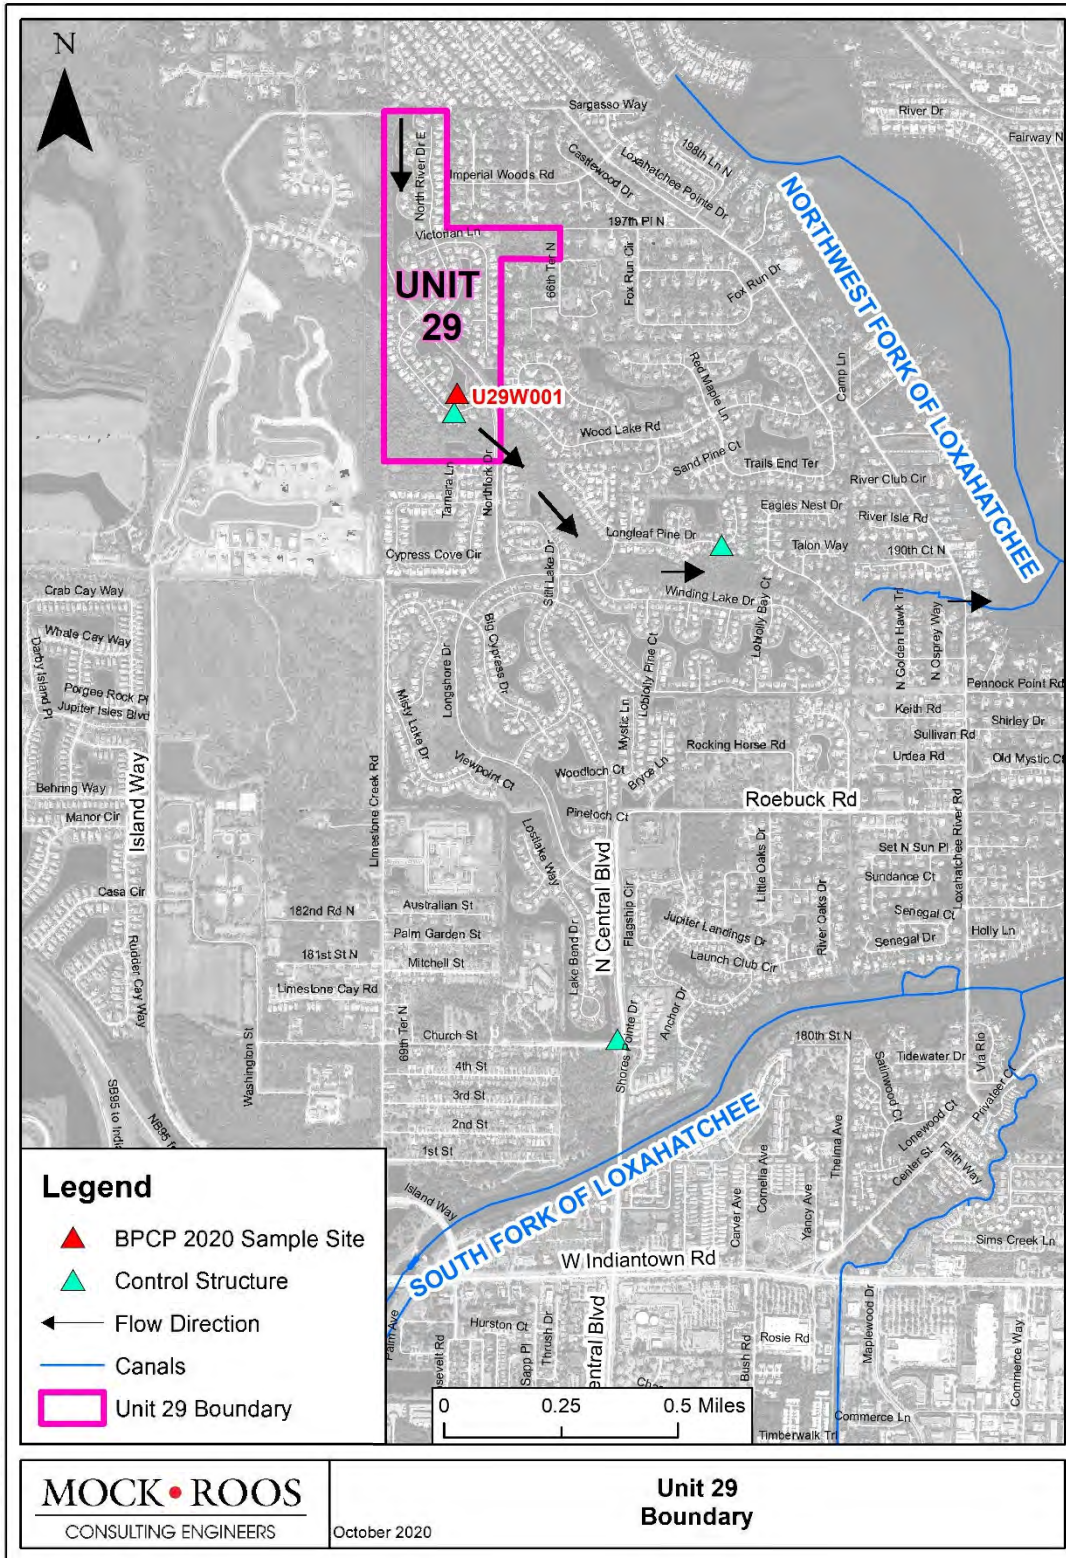 N
Sargasso Way
River Dr
Fairway N
198th Ln N
Loxahatchee Pointe Dr
Castlewood Dr
North River Dr E
Imperial Woods Rd
197th Pl N
Victorian Ln
66th Ter N
Fox Run Cir
Fox Run Dr
NORTHWEST FORK OF LOXAHATCHEE
UNIT
29
U29W001
Red Maple Ln
Camp Ln
Wood Lake Rd
Sand Pine Ct
Trails End Ter
Tamara Ln
Northfork Dr
River Club Cir
Eagles Nest Dr
River Isle Rd
Longleaf Pine Dr
Talon Way
190th Ct N
Cypress Cove Cir
Still Lake Dr
Winding Lake Dr
Loblolly Bay Ct
Crab Cay Way
Whale Cay Way
Darby Island Pl
Porgee Rock Pl
Jupiter Isles Blvd
Behring Way
Manor Cir
Island Way
Casa Cir
Rudder Cay Way
Limestone Creek Rd
Longshore Dr
Big Cypress Dr
Misty Lake Dr
Viewpoint Ct
Mystic Ln
Loblolly Pine Ct
N Golden Hawk Trl
N Osprey Way
Pennock Point Rd
Keith Rd
Shirley Dr
Sullivan Rd
Urdea Rd
Old Mystic Ct
Rocking Horse Rd
Woodloch Ct
Bryce Ln
Pineloch Ct
Roebuck Rd
Lostlake Way
N Central Blvd
Flagship Cir
Little Oaks Dr
River Oaks Dr
Set N Sun Pl
Sundance Ct
Loxahatchee River Rd
Senegal Ct
Senegal Dr
Holly Ln
Jupiter Landings Dr
Launch Club Cir
182nd Rd N
181st St N
Limestone Cay Rd
Australian St
Palm Garden St
Mitchell St
Lake Bend Dr
Washington St
69th Ter N
Church St
4th St
3rd St
2nd St
1st St
Shores Pointe Dr
Anchor Dr
180th St N
Tidewater Dr
Via Rio
Privateer Ct
Satinwood Ct
Lonewood Ct
Center St
Faith Way
Thelma Ave
Cornelia Ave
Yancy Ave
Carver Ave
Sims Creek Ln
SOUTH FORK OF LOXAHATCHEE
Island Way
W Indiantown Rd
Palm Ave
Hurston Ct
Sapp Pl
Thrush Dr
entral Blvd
Bush Rd
Rosie Rd
Maplewood Dr
Commerce Way
Commerce Ln
Timberwalk Trl
Legend
BPCP 2020 Sample Site
Control Structure
Flow Direction
Canals
Unit 29 Boundary
0 0.25 0.5 Miles
MOCK • ROOS
CONSULTING ENGINEERS
October 2020
Unit 29
Boundary